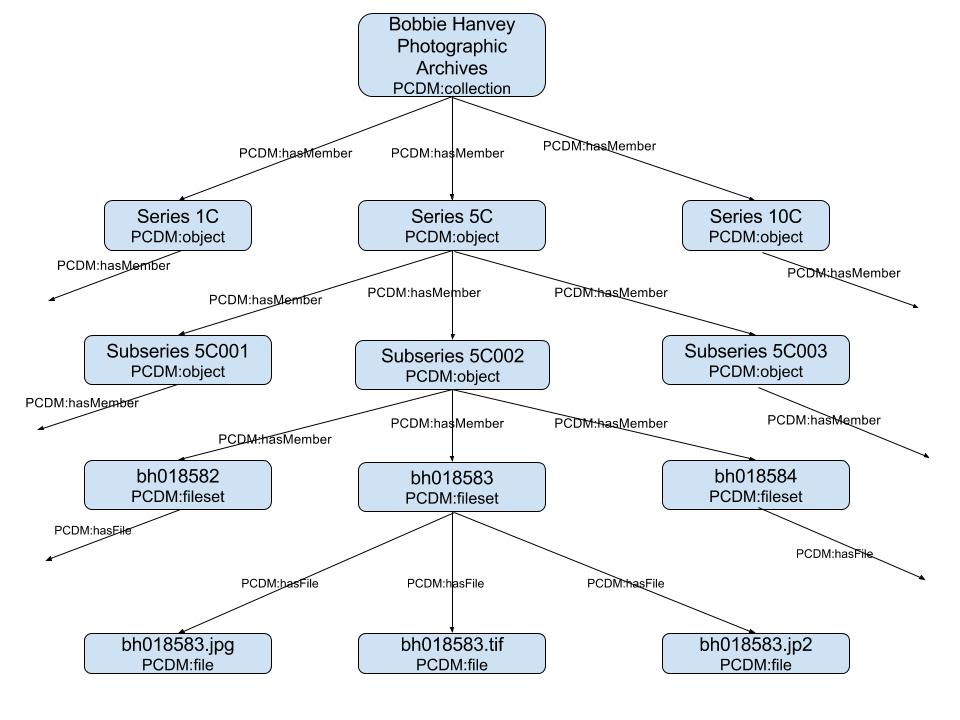 Bobbie Hanvey
Photographic
Archives
PCDM:collection
PCDM:hasMember
PCDM:hasMember
PCDM:hasMember
Series 1C
PCDM:object
Series 5C
PCDM:object
Series 10C
PCDM:object
PCDM:hasMember
PCDM:hasMember
PCDM:hasMember
PCDM:hasMember
PCDM:hasMember
Subseries 5C001
PCDM:object
Subseries 5C002
PCDM:object
Subseries 5C003
PCDM:object
PCDM:hasMember
PCDM:hasMember
PCDM:hasMember
PCDM:hasMember
PCDM:hasMember
bh018582
PCDM:fileset
bh018583
PCDM:fileset
bh018584
PCDM:fileset
PCDM:hasFile
PCDM:hasFile
PCDM:hasFile
PCDM:hasFile
PCDM:hasFile
bh018583.jpg
PCDM:file
bh018583.tif
PCDM:file
bh018583.jp2
PCDM:file